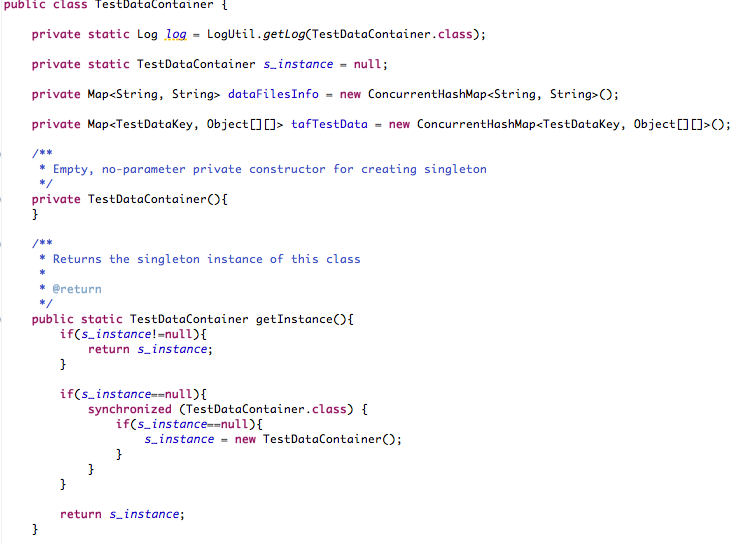 public class TestDataContainer {
private static Log log = LogUtil.getLog(TestDataContainer.class);
private static TestDataContainer s_instance = null;
private Map<String, String> dataFilesInfo = new ConcurrentHashMap<String, String>();
private Map<TestDataKey, Object[][]> tafTestData = new ConcurrentHashMap<TestDataKey, Object[][]>();
/**
* Empty, no-parameter private constructor for creating singleton
*/
private TestDataContainer(){
}
/**
* Returns the singleton instance of this class
*
* @return
*/
public static TestDataContainer getInstance(){
if(s_instance!=null){
return s_instance;
}
if(s_instance==null){
synchronized (TestDataContainer.class) {
if(s_instance==null){
s_instance = new TestDataContainer();
}
}
}
return s_instance;
}